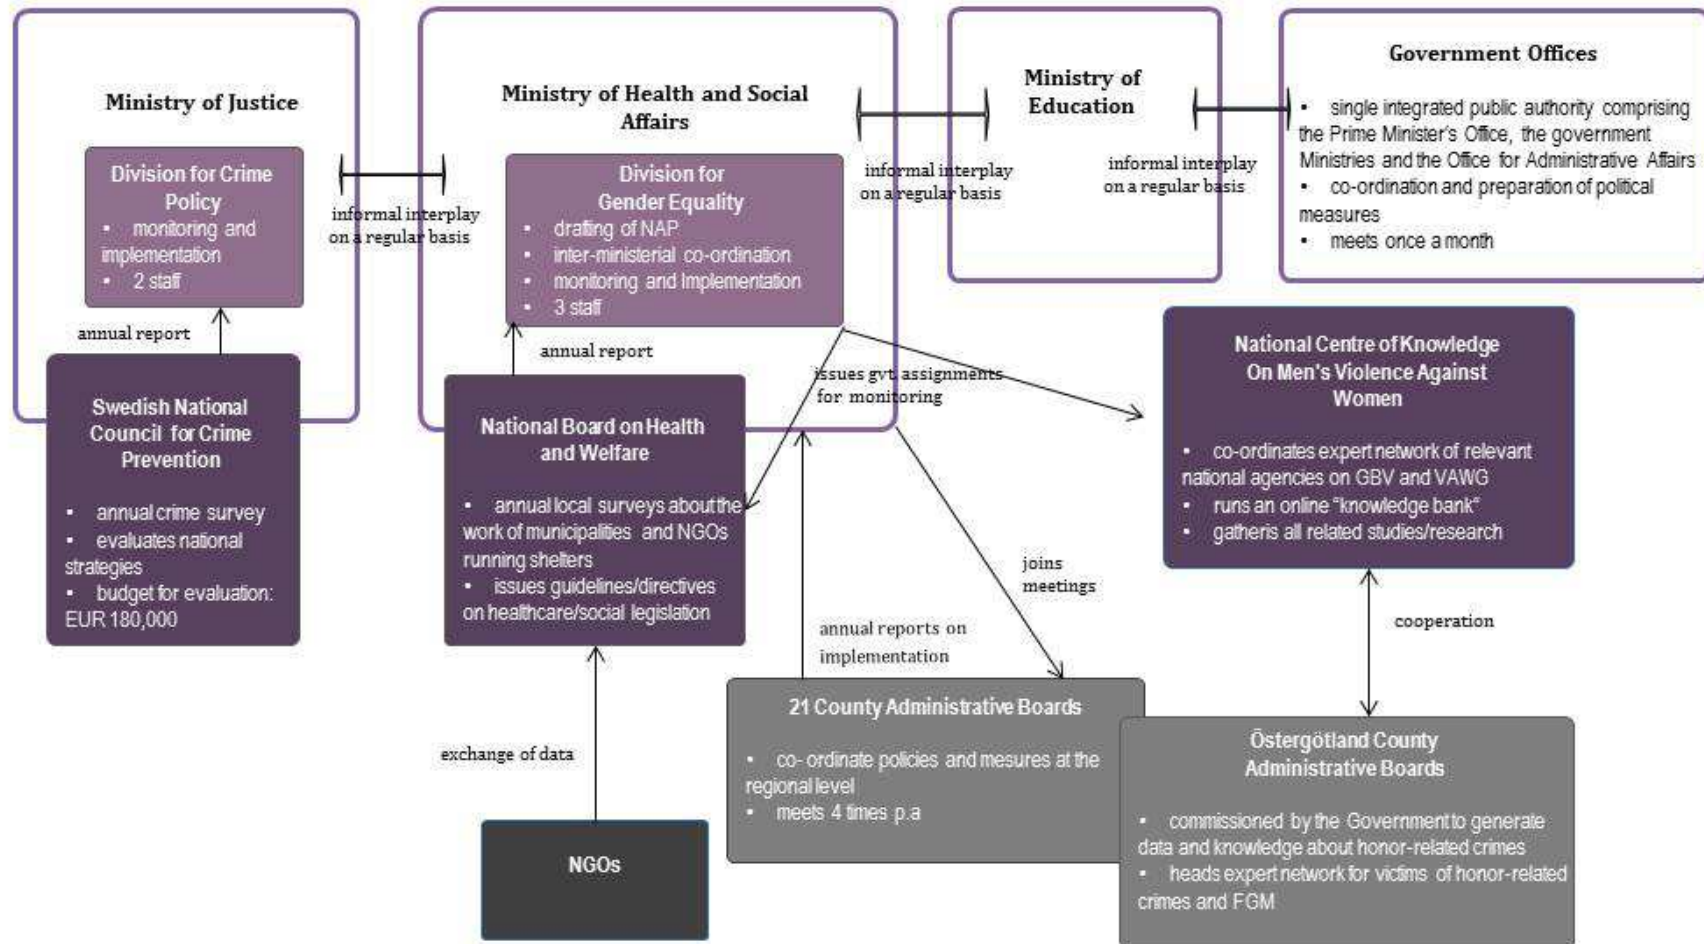 Ministry of Justice
Division for Crime
Policy
• monitoring and
implementation
• 2 staff
annual report
Swedish National
Council for Crime
Prevention
• annual crime survey
• evaluates national
strategies
• budget for evaluation:
EUR 180,000
informal interplay
on a regular basis
Ministry of Health and Social
Affairs
Division for
Gender Equality
• drafting of NAP
• inter-ministerial co-ordination
• monitoring and Implementation
• 3 staff
annual report
issues gvt. assignments
for monitoring
National Board on Health
and Welfare
• annual local surveys about the
work of municipalities and NGOs
running shelters
• issues guidelines/directives
on healthcare/social legislation
exchange of data
NGOs
informal interplay
on a regular basis
Ministry of
Education
informal interplay
on a regular basis
Government Offices
• single integrated public authority comprising
the Prime Minister's Office, the government
Ministries and the Office for Administrative Affairs
• co-ordination and preparation of political
measures
• meets once a month
National Centre of Knowledge
On Men's Violence Against
Women
• co-ordinates expert network of relevant
national agencies on GBV and VAWG
• runs an online "knowledge bank"
• gatheris all related studies/research
joins
meetings
annual reports on
implementation
cooperation
21 County Administrative Boards
• co- ordinate policies and mesures at the
regional level
• meets 4 times p.a
Östergötland County
Administrative Boards
• commissioned by the Government to generate
data and knowledge about honor-related crimes
• heads expert network for victims of honor-related
crimes and FGM